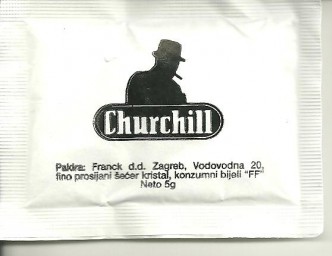 Churchill
Pakira: Franck d.d. Zagreb, Vodovodna 20,
fino prosijani šećer kristal, konzumni bijeli "FF"
Neto 5g